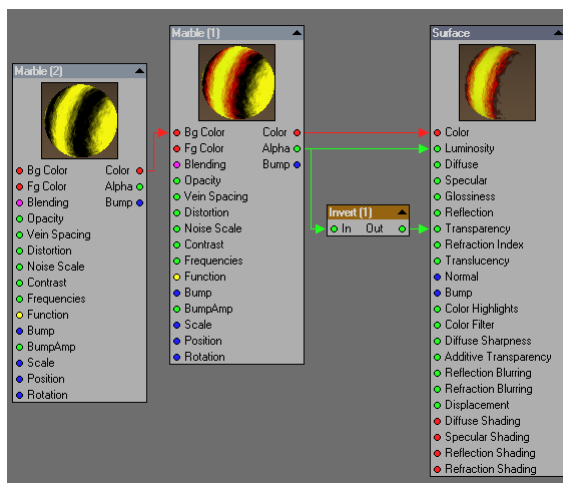 Marble (2)
Bg Color Color
Fg Color Alpha
Blending Bump
Opacity
Vein Spacing
Distortion
Noise Scale
Contrast
Frequencies
Function
Bump
BumpAmp
Scale
Position
Rotation
Marble (1)
Bg Color Color
Fg Color Alpha
Blending Bump
Opacity
Vein Spacing
Distortion
Noise Scale
Contrast
Frequencies
Function
Bump
BumpAmp
Scale
Position
Rotation
Invert (1)
In Out
Surface
Color
Luminosity
Diffuse
Specular
Glossiness
Reflection
Transparency
Refraction Index
Translucency
Normal
Bump
Color Highlights
Color Filter
Diffuse Sharpness
Additive Transparency
Reflection Blurring
Refraction Blurring
Displacement
Diffuse Shading
Specular Shading
Reflection Shading
Refraction Shading